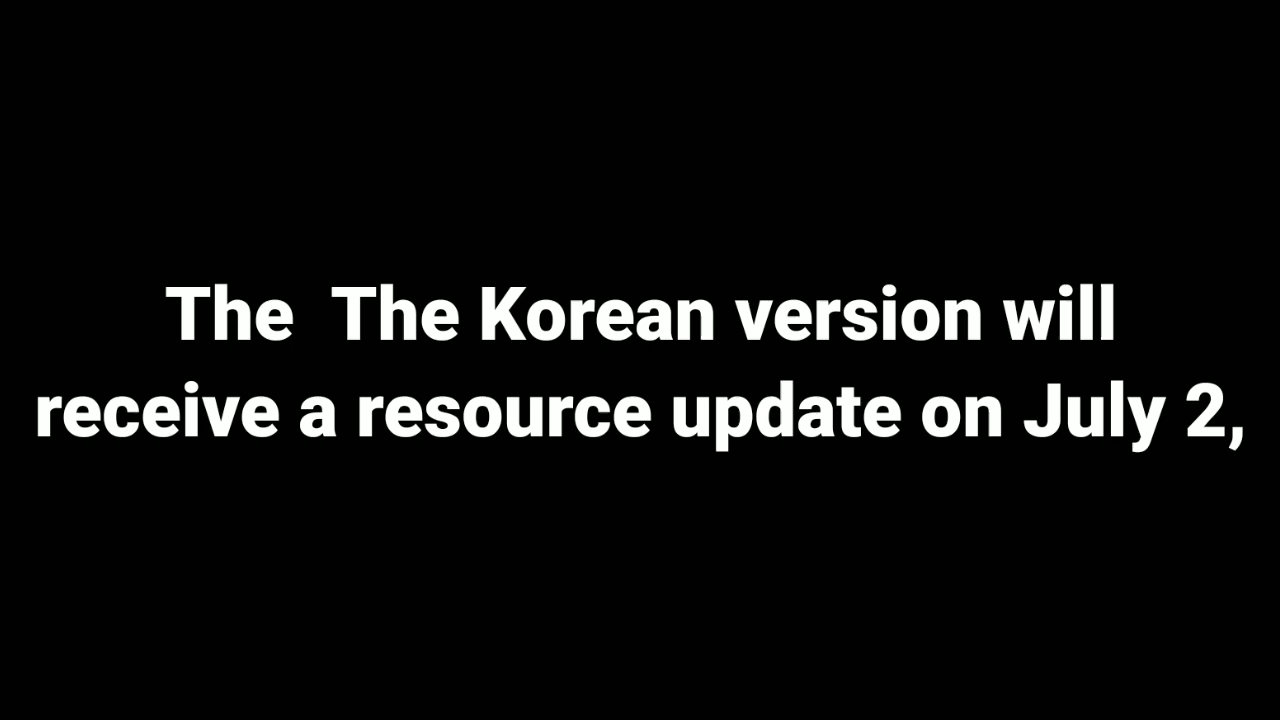 The  The Korean version will
receive a resource update on July 2,